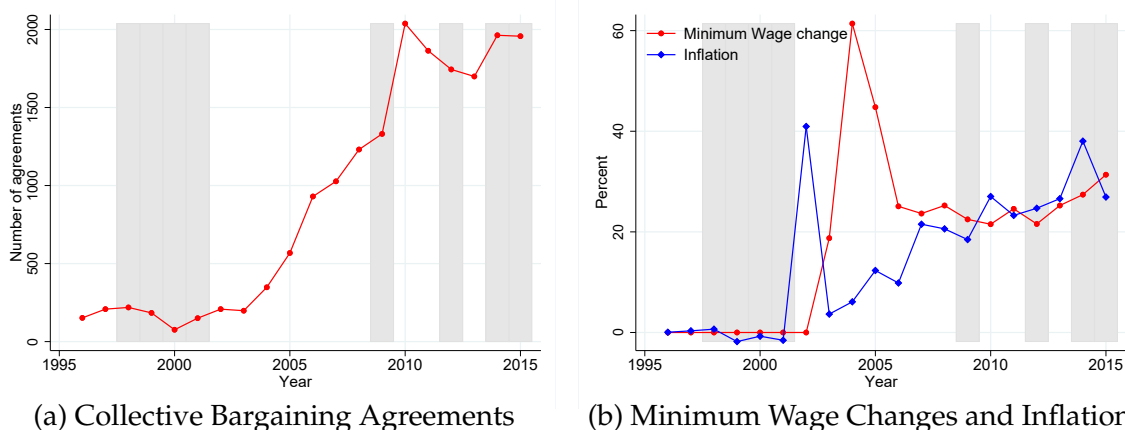 Number of agreements
2000
1500
1000
500
0
1995
2000
2005
2010
2015
Year
(a) Collective Bargaining Agreements
Minimum Wage change
Inflation
Percent
60
40
20
0
1995
2000
2005
2010
2015
Year
(b) Minimum Wage Changes and Inflation